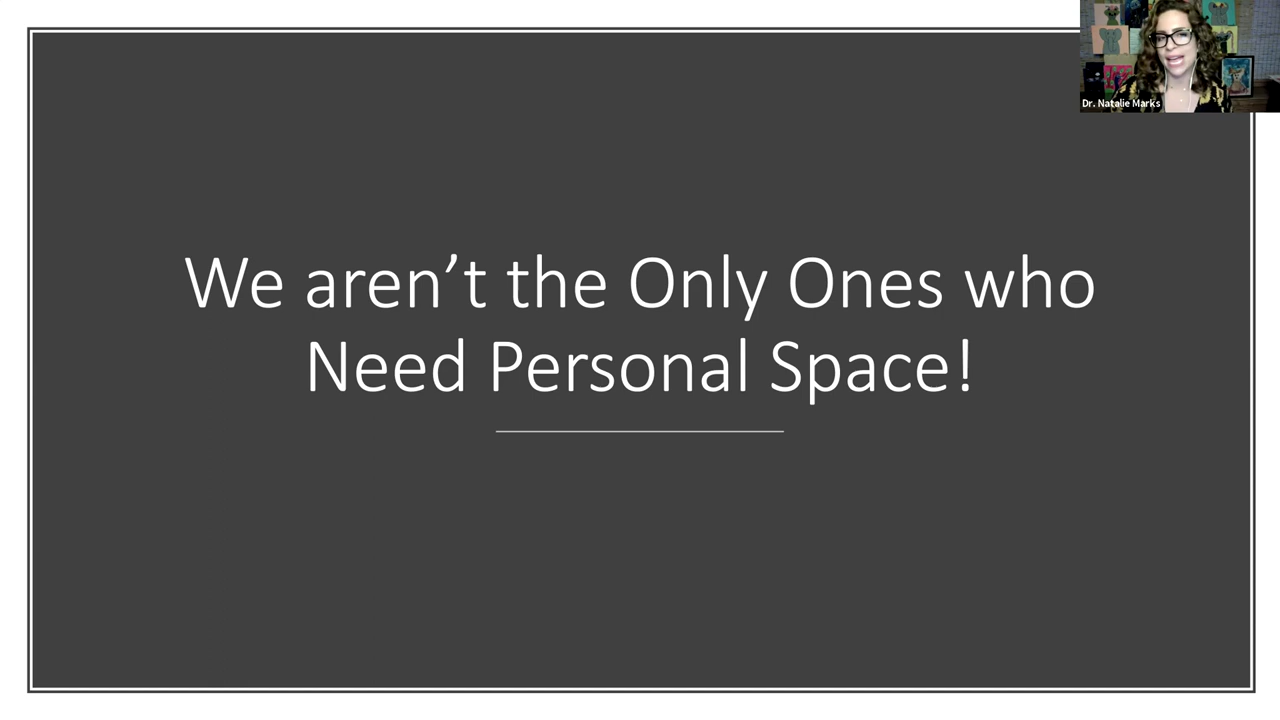 Dr. Natalie Marks
We aren’t the Only Ones who
Need Personal Space!